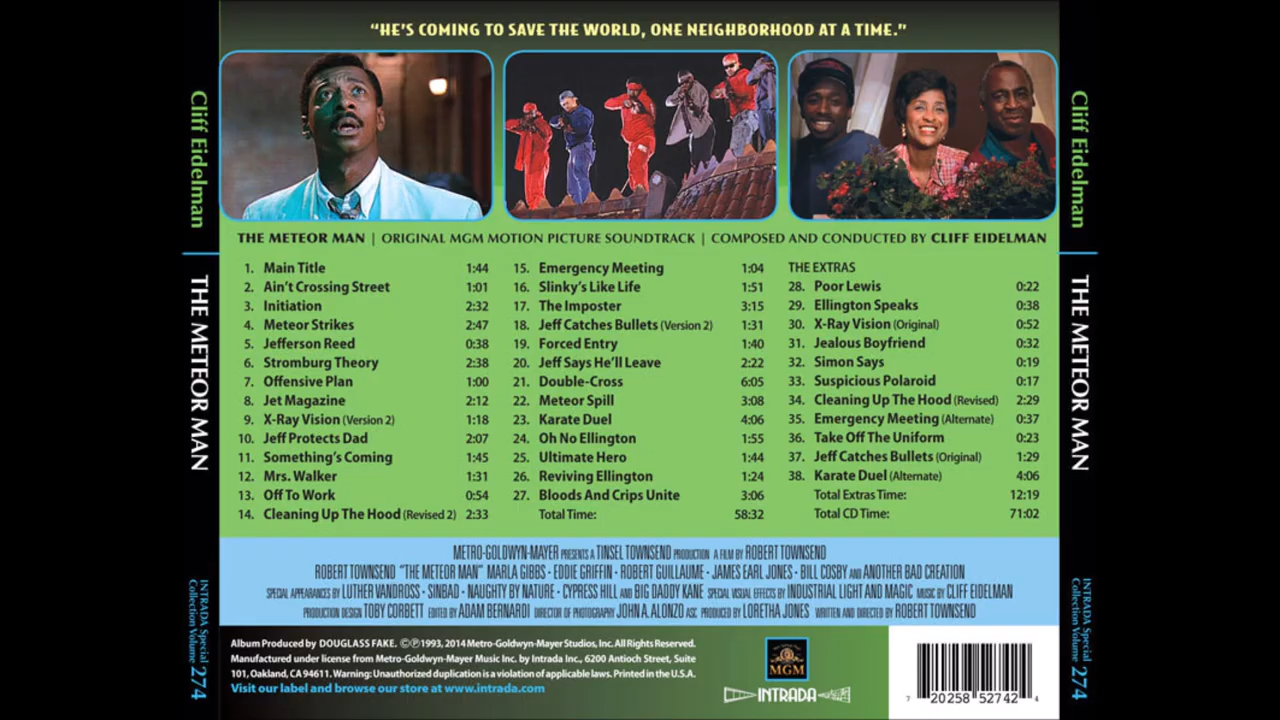 "HE'S COMING TO SAVE THE WORLD, ONE NEIGHBORHOOD AT A TIME."
Cliff Eidelman THE METEOR MAN INTRADA Special Collection Volume 274
THE METEOR MAN | ORIGINAL MGM MOTION PICTURE SOUNDTRACK | COMPOSED AND CONDUCTED BY CLIFF EIDELMAN
1. Main Title 1:44
2. Ain't Crossing Street 1:01
3. Initiation 2:32
4. Meteor Strikes 2:47
5. Jefferson Reed 0:38
6. Stromburg Theory 2:38
7. Offensive Plan 1:00
8. Jet Magazine 2:12
9. X-Ray Vision (Version 2) 1:18
10. Jeff Protects Dad 2:07
11. Something's Coming 1:45
12. Mrs. Walker 1:31
13. Off To Work 0:54
14. Cleaning Up The Hood (Revised 2) 2:33
15. Emergency Meeting 1:04
16. Slinky's Like Life 1:51
17. The Imposter 3:15
18. Jeff Catches Bullets (Version 2) 1:31
19. Forced Entry 1:40
20. Jeff Says He'll Leave 2:22
21. Double-Cross 6:05
22. Meteor Spill 3:08
23. Karate Duel 4:06
24. Oh No Ellington 1:55
25. Ultimate Hero 1:44
26. Reviving Ellington 1:24
27. Bloods And Crips Unite 3:06
Total Time: 58:32
THE EXTRAS
28. Poor Lewis 0:22
29. Ellington Speaks 0:38
30. X-Ray Vision (Original) 0:52
31. Jealous Boyfriend 0:32
32. Simon Says 0:19
33. Suspicious Polaroid 0:17
34. Cleaning Up The Hood (Revised) 2:29
35. Emergency Meeting (Alternate) 0:37
36. Take Off The Uniform 0:23
37. Jeff Catches Bullets (Original) 1:29
38. Karate Duel (Alternate) 4:06
Total Extras Time: 12:19
Total CD Time: 71:02
METRO-GOLDWYN-MAYER PRESENTS A TINSEL TOWNSEND PRODUCTION A FILM BY ROBERT TOWNSEND
ROBERT TOWNSEND "THE METEOR MAN" MARLA GIBBS • EDDIE GRIFFIN • ROBERT GUILLAUME • JAMES EARL JONES • BILL COSBY AND ANOTHER BAD CREATION
SPECIAL APPEARANCES BY LUTHER VANDROSS • SINBAD • NAUGHTY BY NATURE • CYPRESS HILL AND BIG DADDY KANE SPECIAL VISUAL EFFECTS BY INDUSTRIAL LIGHT AND MAGIC MUSIC BY CLIFF EIDELMAN
PRODUCTION DESIGN TOBY CORBETT EDITED BY ADAM BERNARDI DIRECTOR OF PHOTOGRAPHY JOHN A. ALONZO ASC PRODUCED BY LORETHA JONES WRITTEN AND DIRECTED BY ROBERT TOWNSEND
Album Produced by DOUGLASS FAKE. ©℗1993, 2014 Metro-Goldwyn-Mayer Studios, Inc. All Rights Reserved.
Manufactured under license from Metro-Goldwyn-Mayer Music Inc. by Intrada Inc., 6200 Antioch Street, Suite
101, Oakland, CA 94611. Warning: Unauthorized duplication is a violation of applicable laws. Printed in the U.S.A.
Visit our label and browse our store at www.intrada.com
MGM
INTRADA
7 20258 52742 4
Cliff Eidelman THE METEOR MAN INTRADA Special Collection Volume 274